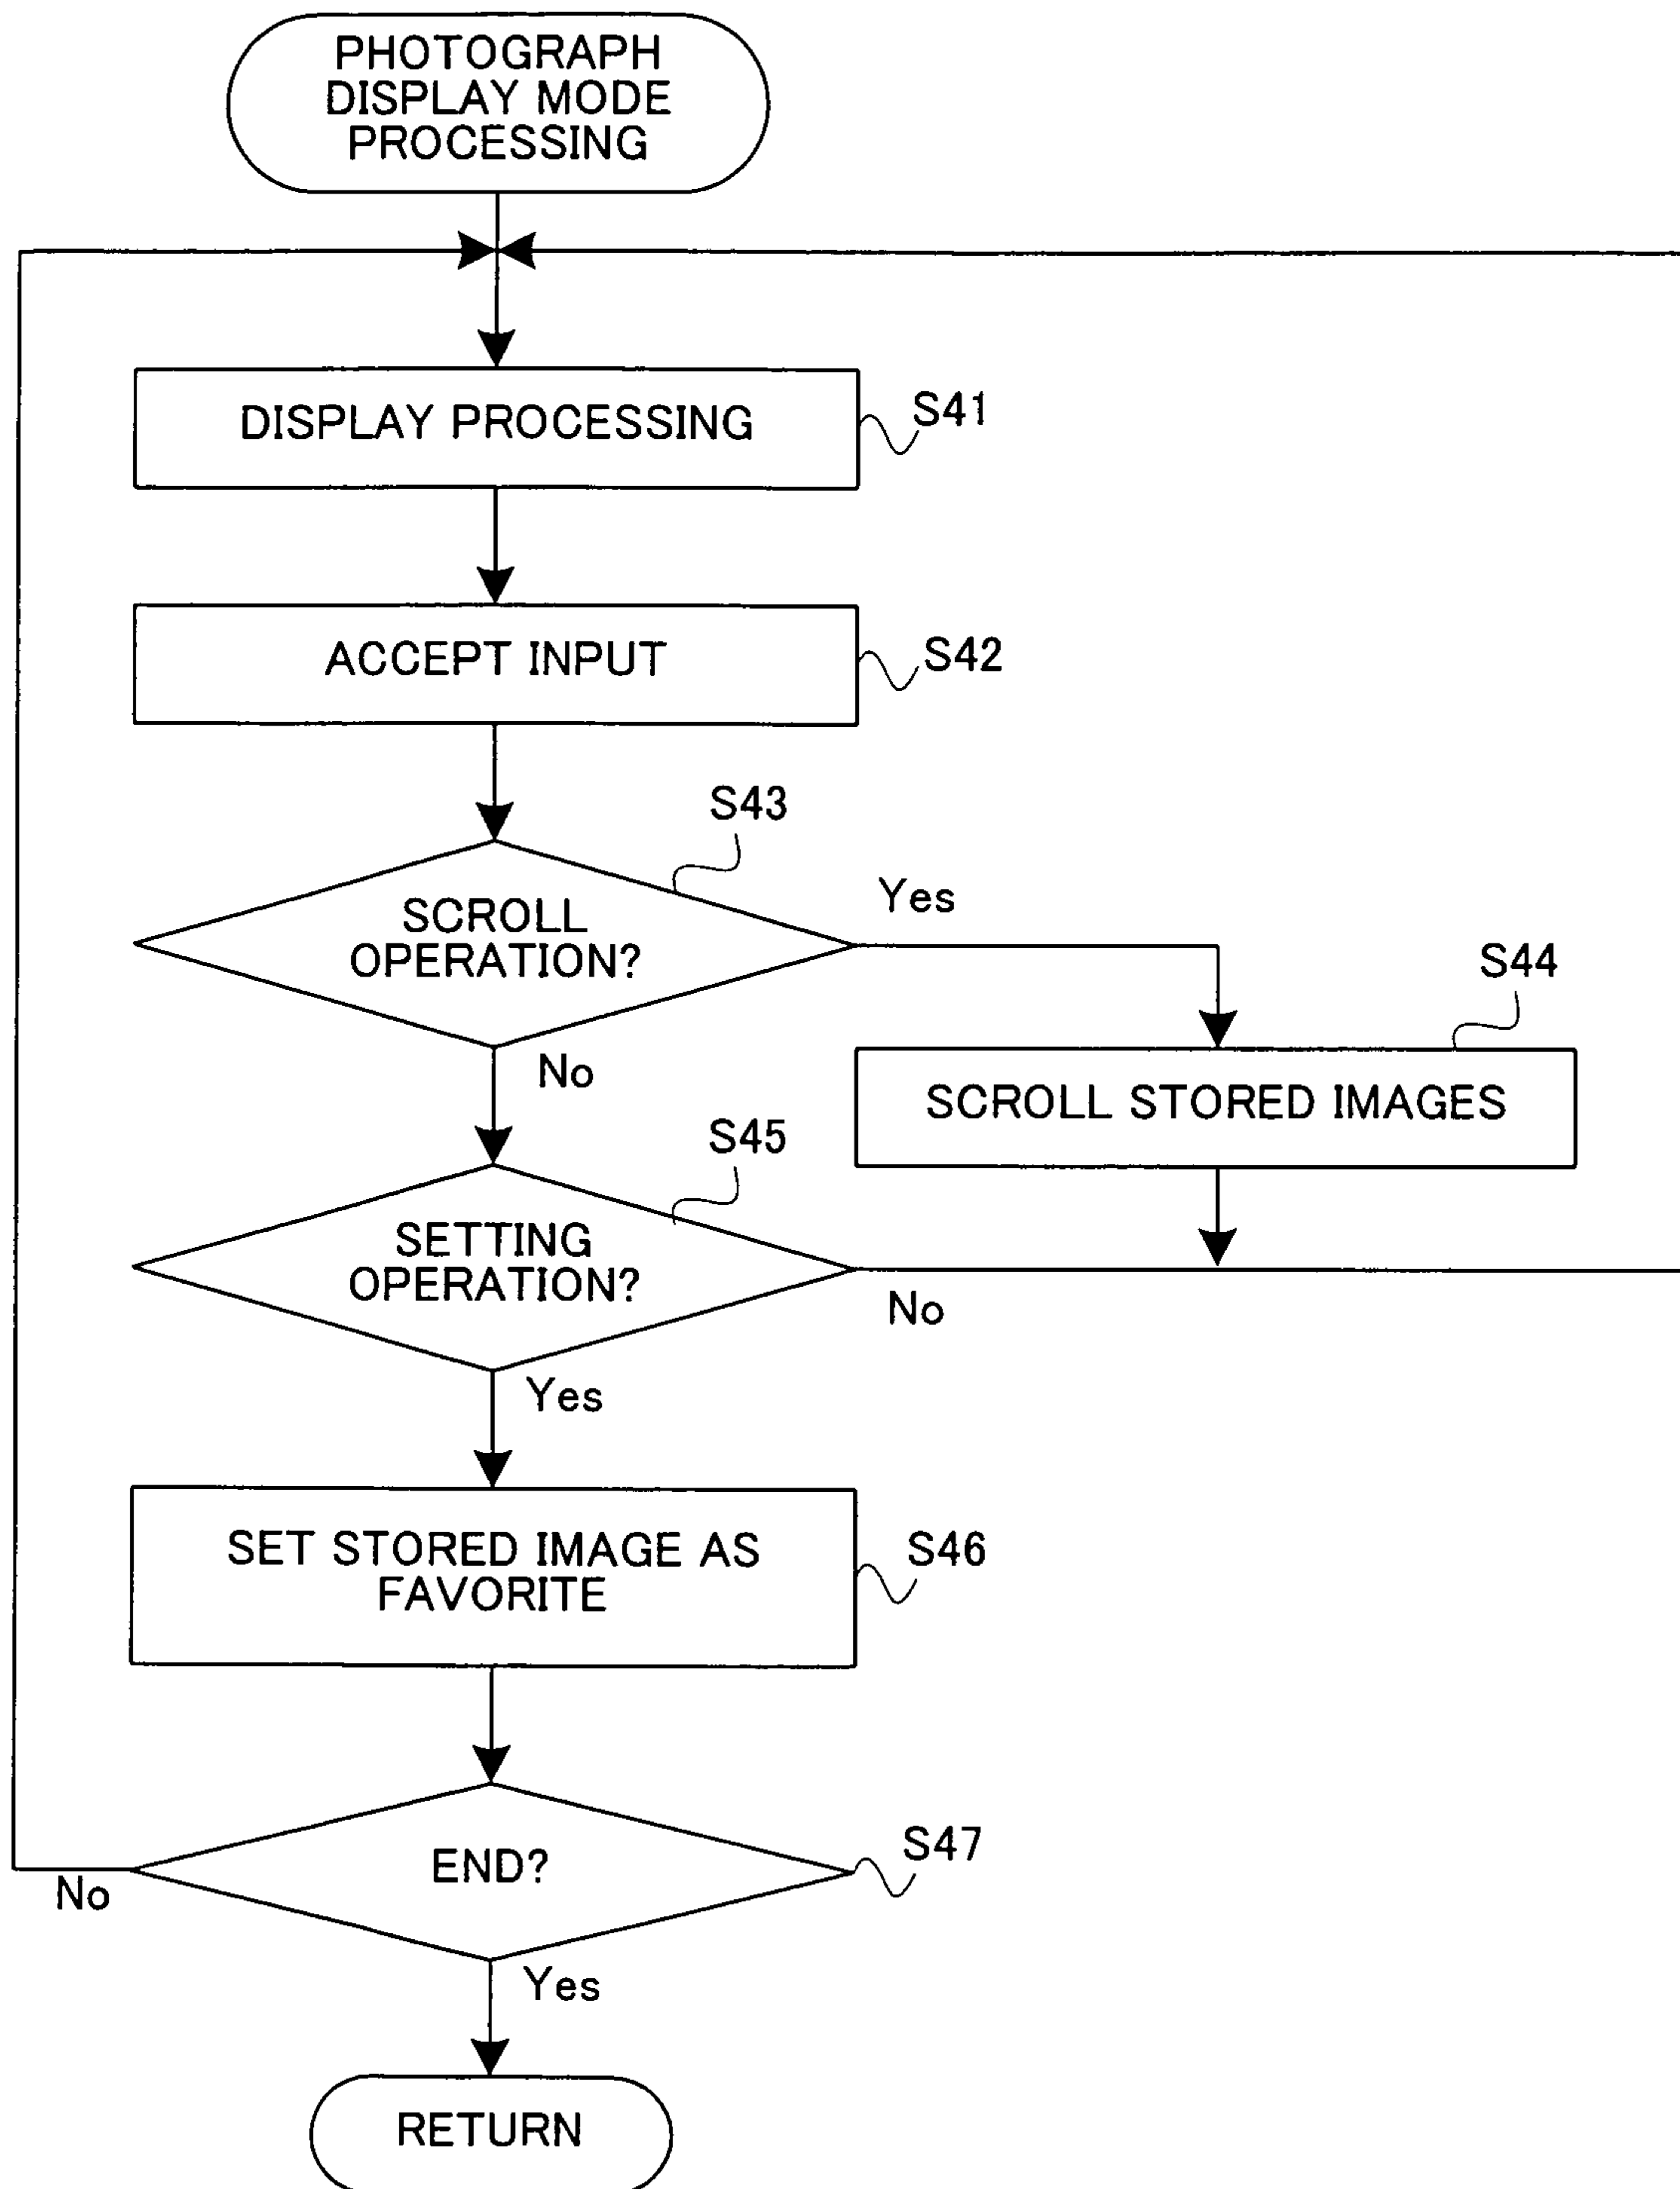 PHOTOGRAPH
DISPLAY MODE
PROCESSING
DISPLAY PROCESSING
S41
ACCEPT INPUT
S42
S43
SCROLL
OPERATION?
Yes
No
S44
SCROLL STORED IMAGES
S45
SETTING
OPERATION?
No
Yes
SET STORED IMAGE AS
FAVORITE
S46
END?
S47
No
Yes
RETURN